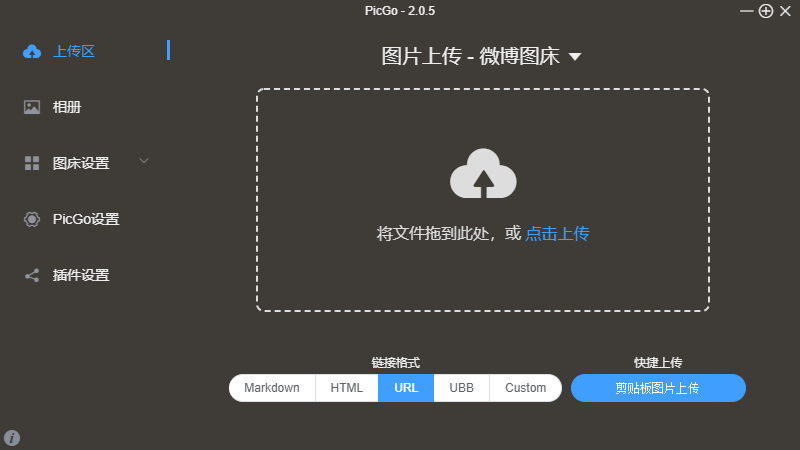 PicGo - 2.0.5
上传区
相册
图床设置
PicGo设置
插件设置
图片上传 - 微博图床
将文件拖到此处，或 点击上传
链接格式
Markdown HTML URL UBB Custom
快捷上传
剪贴板图片上传
i